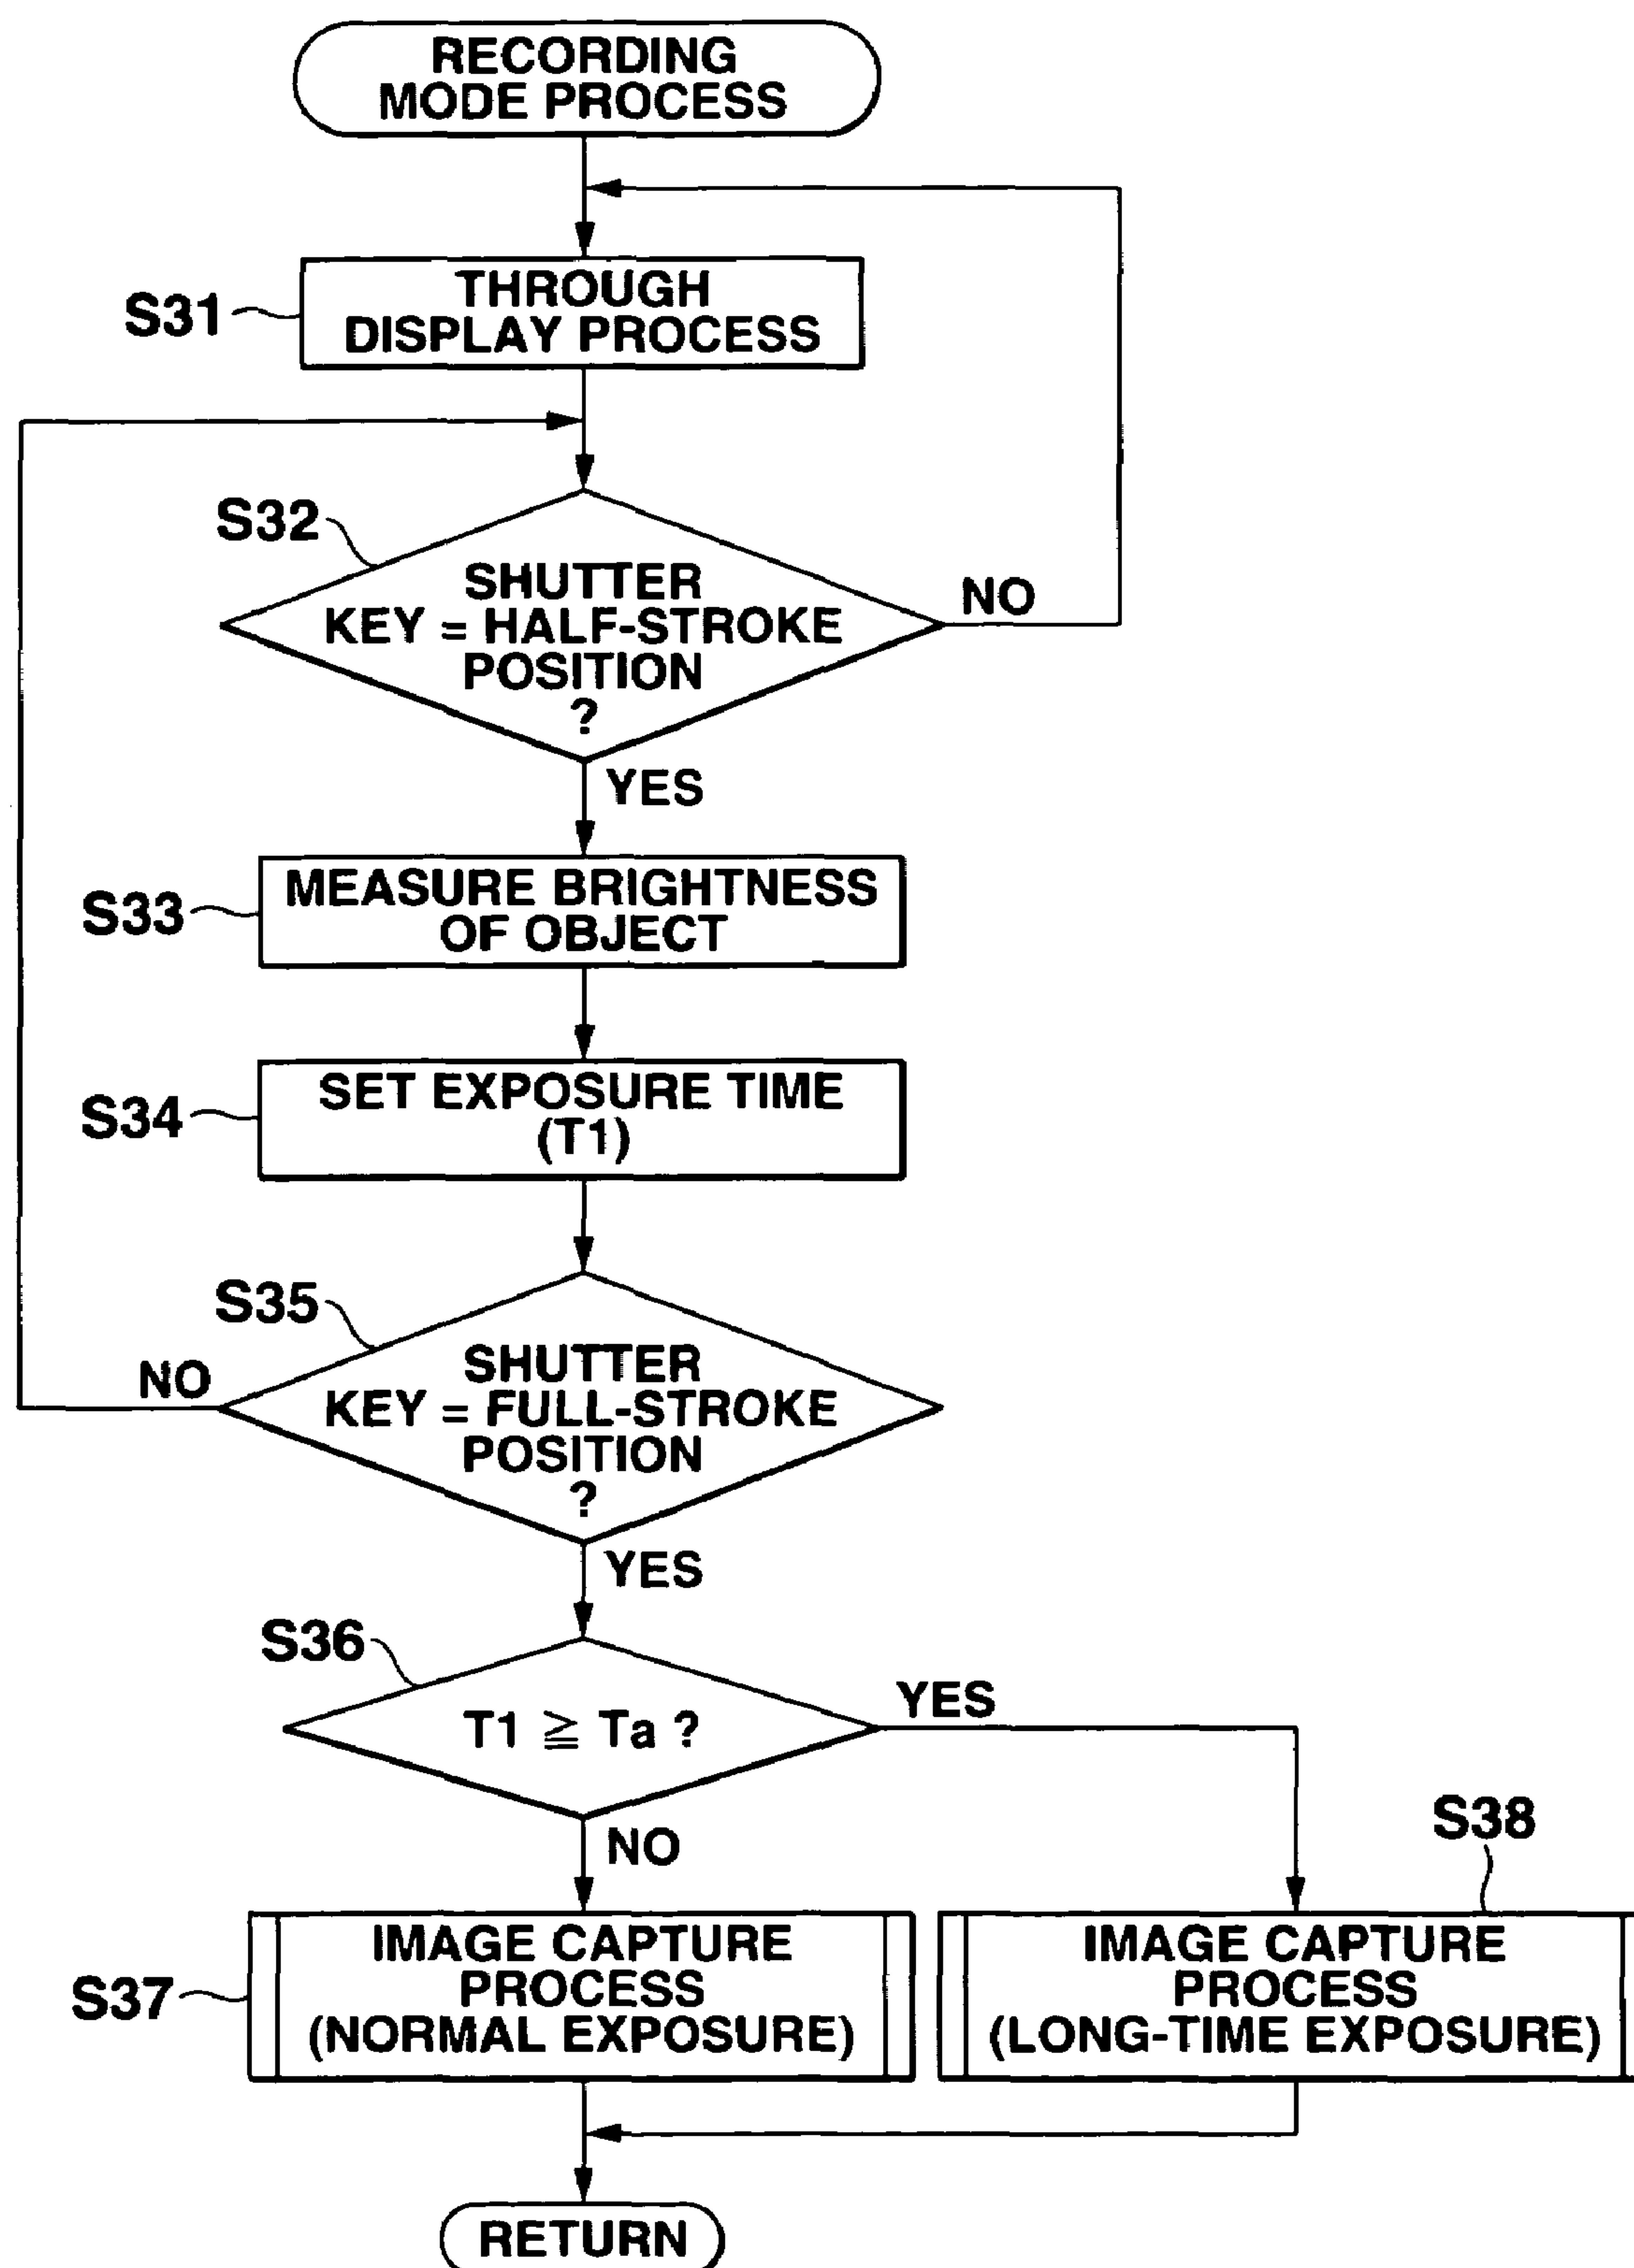 RECORDING
MODE PROCESS
S31
THROUGH
DISPLAY PROCESS
S32
SHUTTER
KEY = HALF-STROKE
POSITION
?
NO
YES
S33
MEASURE BRIGHTNESS
OF OBJECT
S34
SET EXPOSURE TIME
(T1)
S35
SHUTTER
KEY = FULL-STROKE
POSITION
?
NO
YES
S36
T1 ≧ Ta ?
YES
NO
S37
IMAGE CAPTURE
PROCESS
(NORMAL EXPOSURE)
S38
IMAGE CAPTURE
PROCESS
(LONG-TIME EXPOSURE)
RETURN